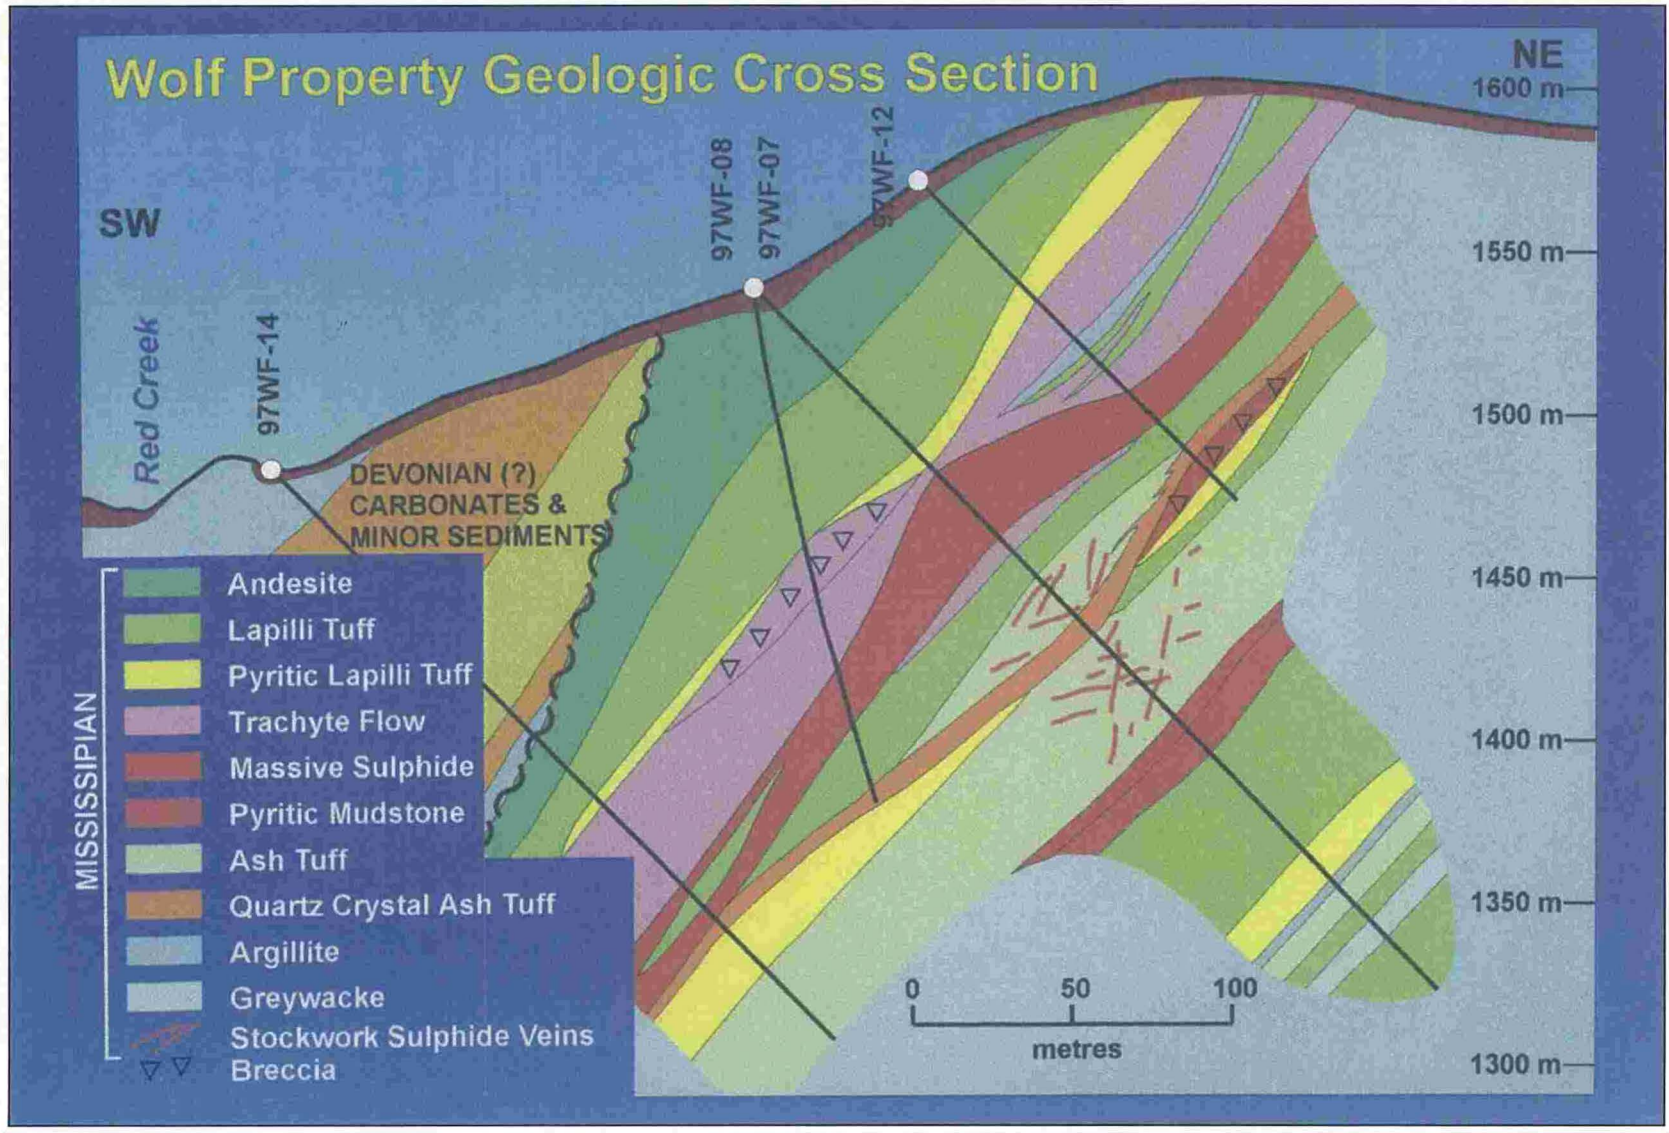 Wolf Property Geologic Cross Section
NE
SW
1600 m
1550 m
1500 m
1450 m
1400 m
1350 m
1300 m
Red Creek
97WF-14
97WF-08
97WF-07
97WF-12
DEVONIAN (?)
CARBONATES &
MINOR SEDIMENTS
MISSISSIPIAN
Andesite
Lapilli Tuff
Pyritic Lapilli Tuff
Trachyte Flow
Massive Sulphide
Pyritic Mudstone
Ash Tuff
Quartz Crystal Ash Tuff
Argillite
Greywacke
Stockwork Sulphide Veins
Breccia
0 50 100
metres